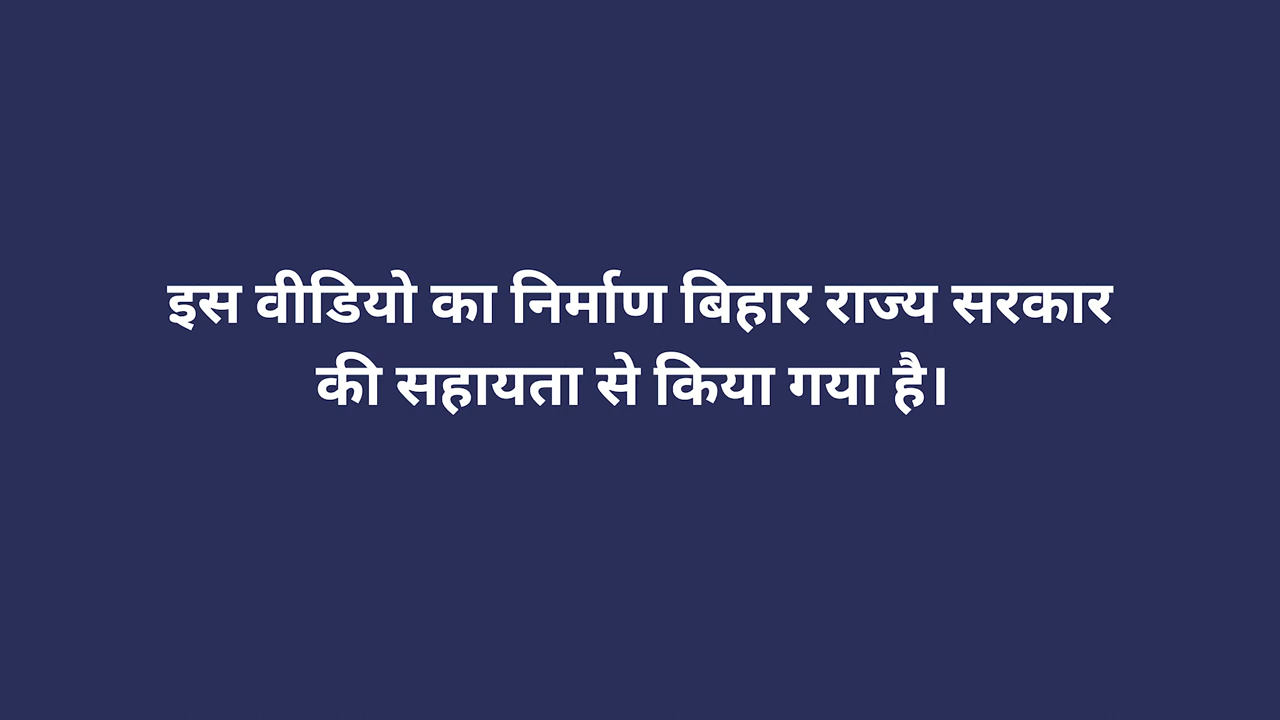 इस वीडियो का निर्माण बिहार राज्य सरकार
की सहायता से किया गया है।